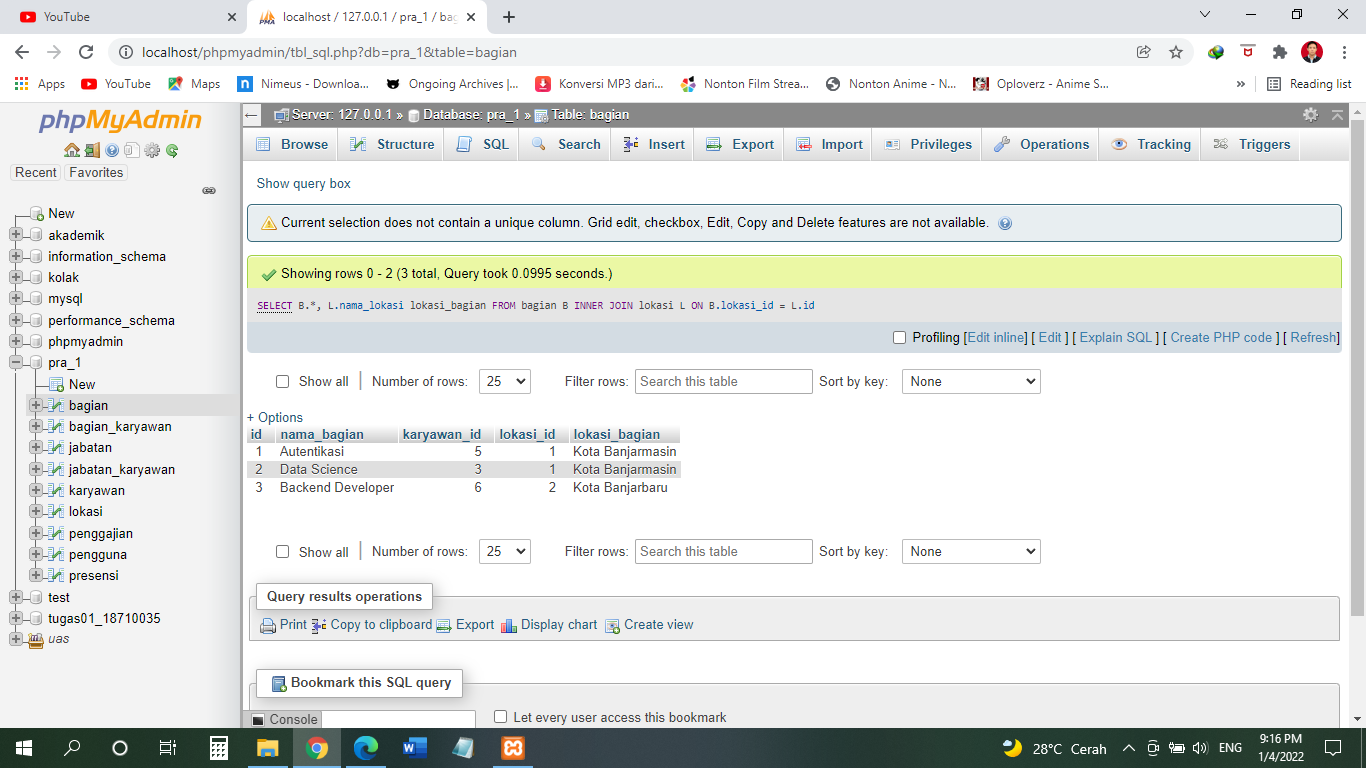 YouTube
localhost / 127.0.0.1 / pra_1 / bag
localhost/phpmyadmin/tbl_sql.php?db=pra_1&table=bagian
Apps YouTube Maps Nimeus - Downloa... Ongoing Archives |... Konversi MP3 dari... Nonton Film Strea... Nonton Anime - N... Oploverz - Anime S... » Reading list
phpMyAdmin
Recent Favorites
New
akademik
information_schema
kolak
mysql
performance_schema
phpmyadmin
pra_1
New
bagian
bagian_karyawan
jabatan
jabatan_karyawan
karyawan
lokasi
penggajian
pengguna
presensi
test
tugas01_18710035
uas
Server: 127.0.0.1 » Database: pra_1 » Table: bagian
Browse Structure SQL Search Insert Export Import Privileges Operations Tracking Triggers
Show query box
Current selection does not contain a unique column. Grid edit, checkbox, Edit, Copy and Delete features are not available.
Showing rows 0 - 2 (3 total, Query took 0.0995 seconds.)
SELECT B.*, L.nama_lokasi lokasi_bagian FROM bagian B INNER JOIN lokasi L ON B.lokasi_id = L.id
Profiling [Edit inline] [ Edit ] [ Explain SQL ] [ Create PHP code ] [ Refresh]
Show all | Number of rows: 25 Filter rows: Search this table Sort by key: None
+ Options
id nama_bagian karyawan_id lokasi_id lokasi_bagian
1 Autentikasi 5 1 Kota Banjarmasin
2 Data Science 3 1 Kota Banjarmasin
3 Backend Developer 6 2 Kota Banjarbaru
Show all | Number of rows: 25 Filter rows: Search this table Sort by key: None
Query results operations
Print Copy to clipboard Export Display chart Create view
Bookmark this SQL query
Console
Let every user access this bookmark
28°C Cerah ENG
9:16 PM
1/4/2022